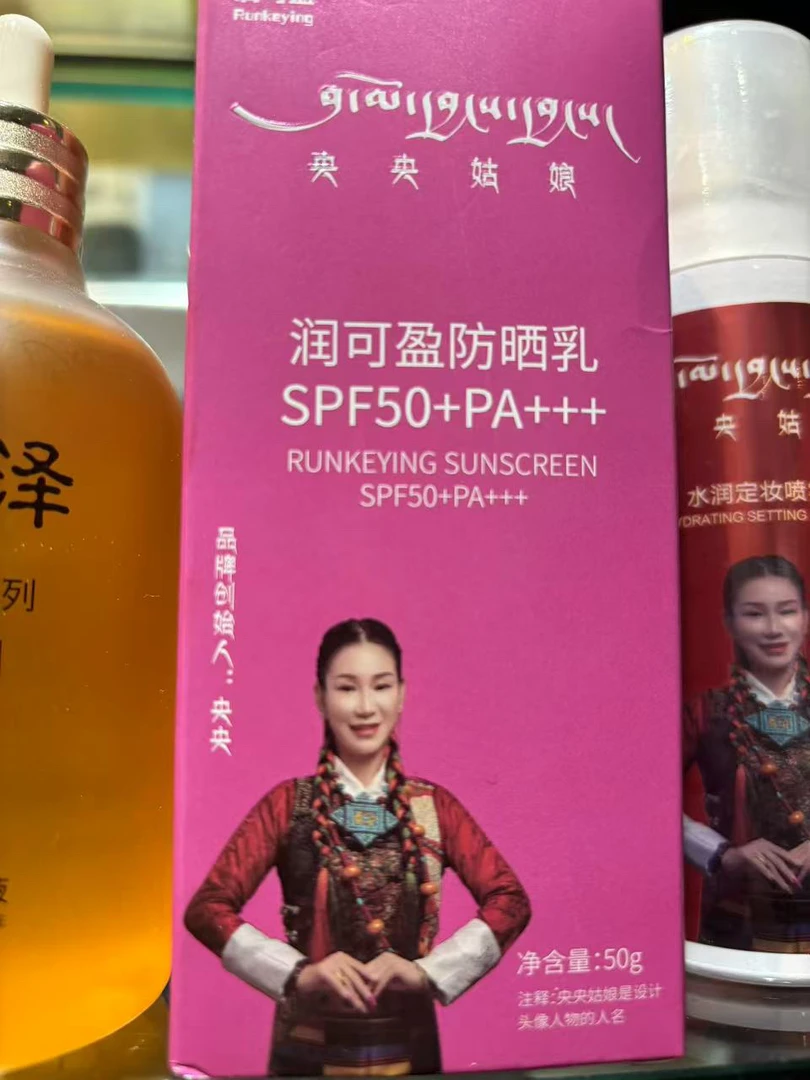 Runkeying
央央姑娘
润可盈防晒乳
SPF50+PA+++
RUNKEYING SUNSCREEN
SPF50+PA+++
品牌创始人：央央
净含量:50g
注释:央央姑娘是设计
头像人物的人名
泽
列
央 姑
水润定妆喷
DRATING SETTING